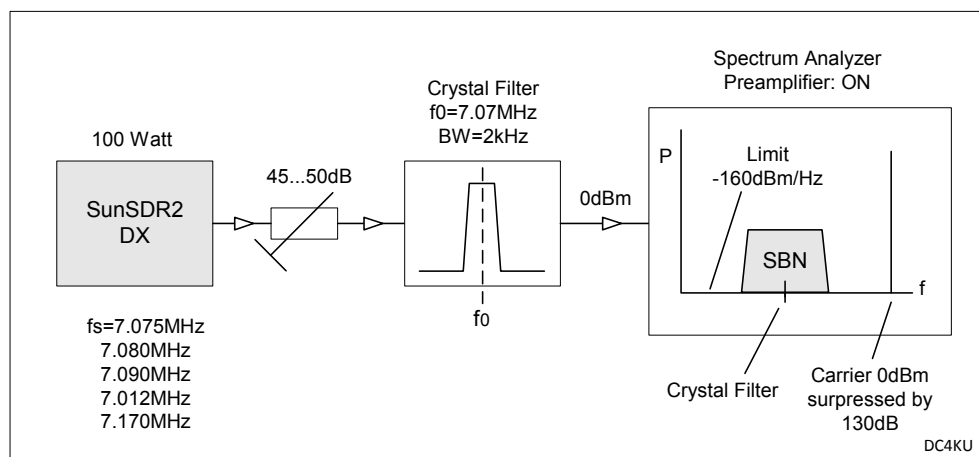 Spectrum Analyzer
Preamplifier: ON
Crystal Filter
f0=7.07MHz
BW=2kHz
100 Watt
SunSDR2
DX
45...50dB
f0
0dBm
P
Limit
-160dBm/Hz
SBN
f
fs=7.075MHz
7.080MHz
7.090MHz
7.012MHz
7.170MHz
Crystal Filter
Carrier 0dBm
surpressed by
130dB
DC4KU